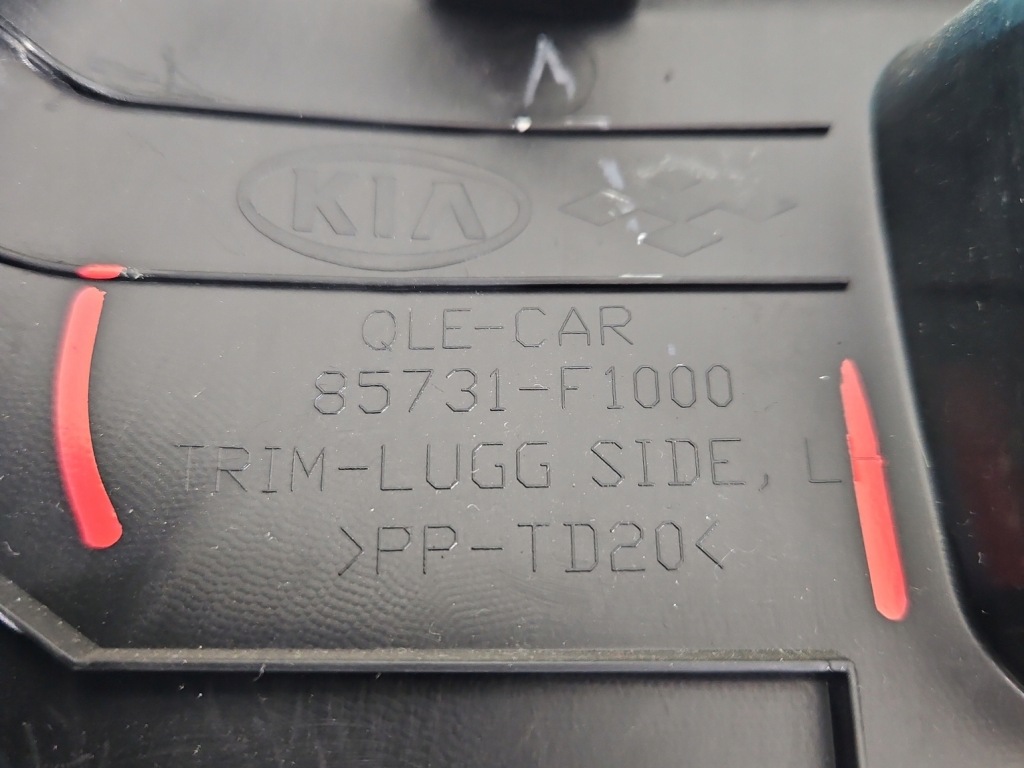 KIA
QLE-CAR
85731-F1000
TRIM-LUGG SIDE, L
>PP-TD20<